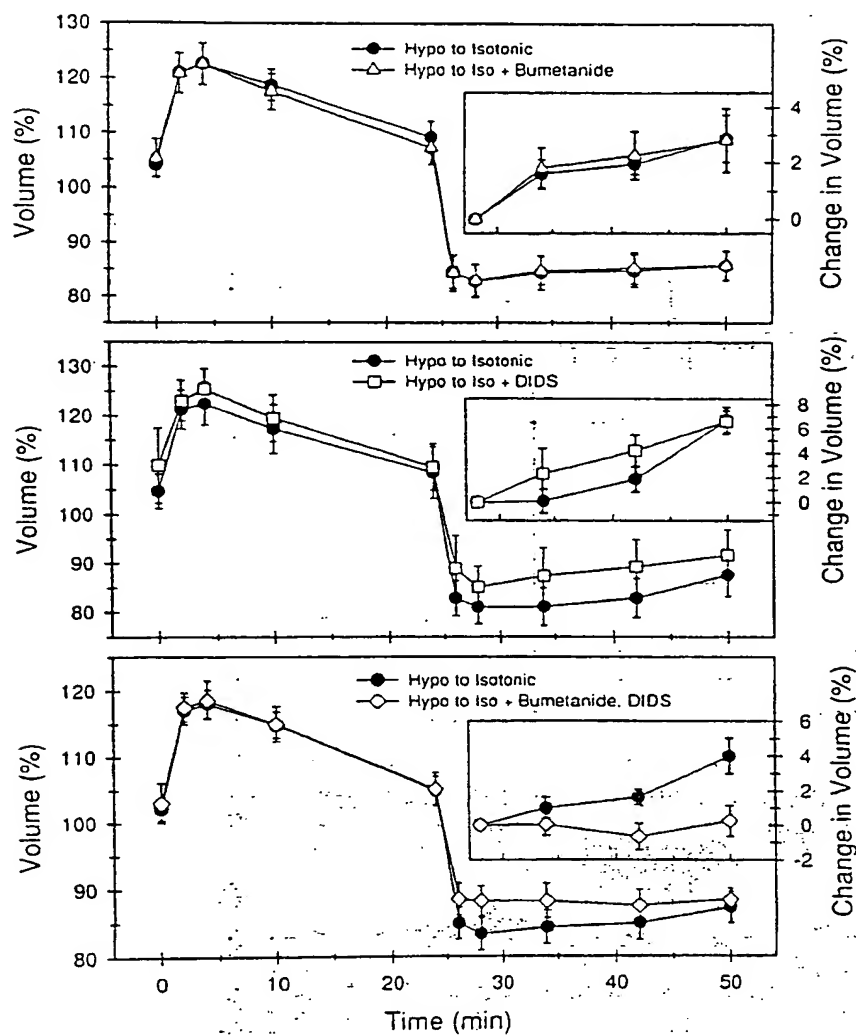 130
120
110
100
90
80
Volume (%)
Hypo to Isotonic
Hypo to Iso + Bumetanide
4
2
0
Change in Volume (%)
130
120
110
100
90
80
Volume (%)
Hypo to Isotonic
Hypo to Iso + DIDS
8
6
4
2
0
Change in Volume (%)
120
110
100
90
80
Volume (%)
Hypo to Isotonic
Hypo to Iso + Bumetanide, DIDS
6
4
2
0
-2
Change in Volume (%)
0
10
20
30
40
50
Time (min)